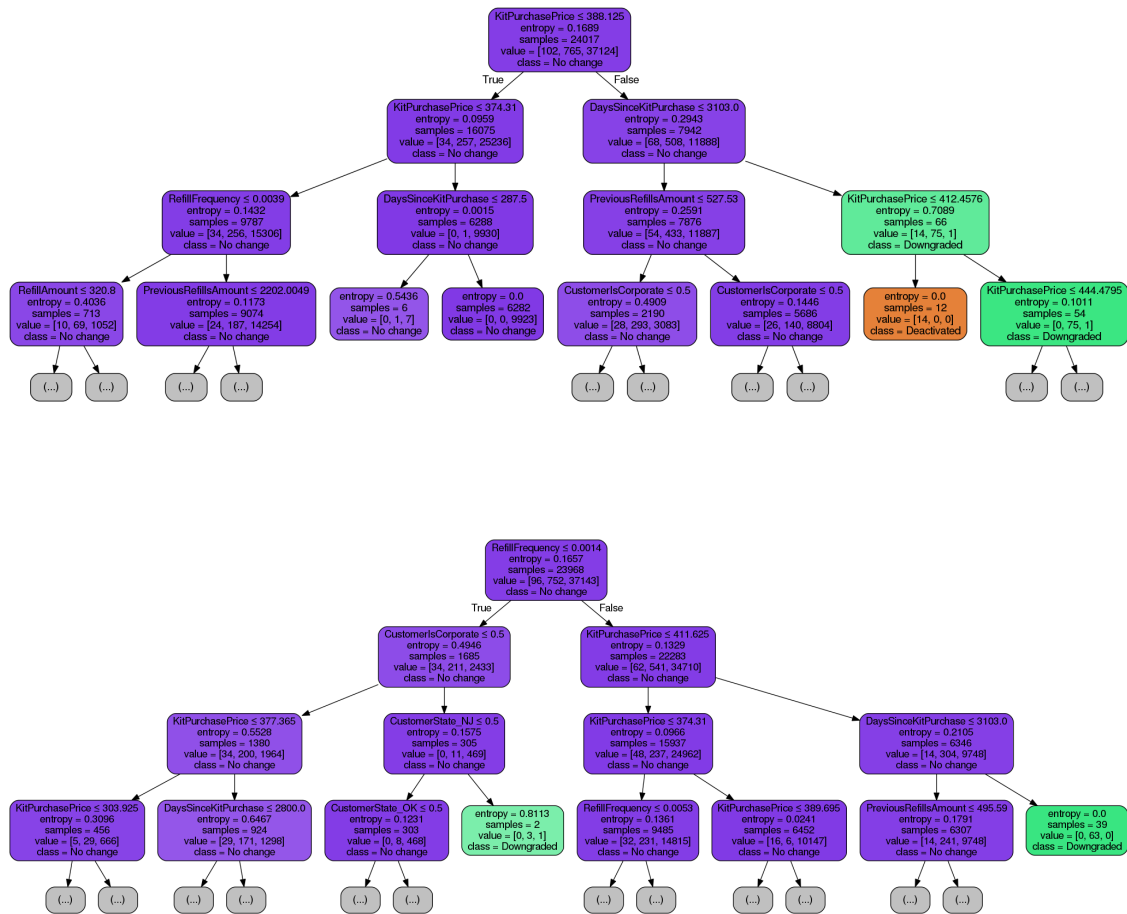 KitPurchasePrice ≤ 388.125
entropy = 0.1689
samples = 24017
value = [102, 765, 37124]
class = No change
True
False
KitPurchasePrice ≤ 374.31
entropy = 0.0959
samples = 16075
value = [34, 257, 25236]
class = No change
DaysSinceKitPurchase ≤ 3103.0
entropy = 0.2943
samples = 7942
value = [68, 508, 11888]
class = No change
RefillFrequency ≤ 0.0039
entropy = 0.1432
samples = 9787
value = [34, 256, 15306]
class = No change
DaysSinceKitPurchase ≤ 287.5
entropy = 0.0015
samples = 6288
value = [0, 1, 9930]
class = No change
PreviousRefillsAmount ≤ 527.53
entropy = 0.2591
samples = 7876
value = [54, 433, 11887]
class = No change
KitPurchasePrice ≤ 412.4576
entropy = 0.7089
samples = 66
value = [14, 75, 1]
class = Downgraded
RefillAmount ≤ 320.8
entropy = 0.4036
samples = 713
value = [10, 69, 1052]
class = No change
PreviousRefillsAmount ≤ 2202.0049
entropy = 0.1173
samples = 9074
value = [24, 187, 14254]
class = No change
entropy = 0.5436
samples = 6
value = [0, 1, 7]
class = No change
entropy = 0.0
samples = 6282
value = [0, 0, 9923]
class = No change
CustomerIsCorporate ≤ 0.5
entropy = 0.4909
samples = 2190
value = [28, 293, 3083]
class = No change
CustomerIsCorporate ≤ 0.5
entropy = 0.1446
samples = 5686
value = [26, 140, 8804]
class = No change
entropy = 0.0
samples = 12
value = [14, 0, 0]
class = Deactivated
KitPurchasePrice ≤ 444.4795
entropy = 0.1011
samples = 54
value = [0, 75, 1]
class = Downgraded
(...)
(...)
(...)
(...)
(...)
(...)
(...)
(...)
(...)
(...)
RefillFrequency ≤ 0.0014
entropy = 0.1657
samples = 23968
value = [96, 752, 37143]
class = No change
True
False
CustomerIsCorporate ≤ 0.5
entropy = 0.4946
samples = 1685
value = [34, 211, 2433]
class = No change
KitPurchasePrice ≤ 411.625
entropy = 0.1329
samples = 22283
value = [62, 541, 34710]
class = No change
KitPurchasePrice ≤ 377.365
entropy = 0.5528
samples = 1380
value = [34, 200, 1964]
class = No change
CustomerState_NJ ≤ 0.5
entropy = 0.1575
samples = 305
value = [0, 11, 469]
class = No change
KitPurchasePrice ≤ 374.31
entropy = 0.0966
samples = 15937
value = [48, 237, 24962]
class = No change
DaysSinceKitPurchase ≤ 3103.0
entropy = 0.2105
samples = 6346
value = [14, 304, 9748]
class = No change
KitPurchasePrice ≤ 303.925
entropy = 0.3096
samples = 456
value = [5, 29, 666]
class = No change
DaysSinceKitPurchase ≤ 2800.0
entropy = 0.6467
samples = 924
value = [29, 171, 1298]
class = No change
CustomerState_OK ≤ 0.5
entropy = 0.1231
samples = 303
value = [0, 8, 468]
class = No change
entropy = 0.8113
samples = 2
value = [0, 3, 1]
class = Downgraded
RefillFrequency ≤ 0.0053
entropy = 0.1361
samples = 9485
value = [32, 231, 14815]
class = No change
KitPurchasePrice ≤ 389.695
entropy = 0.0241
samples = 6452
value = [16, 6, 10147]
class = No change
PreviousRefillsAmount ≤ 495.59
entropy = 0.1791
samples = 6307
value = [14, 241, 9748]
class = No change
entropy = 0.0
samples = 39
value = [0, 63, 0]
class = Downgraded
(...)
(...)
(...)
(...)
(...)
(...)
(...)
(...)
(...)
(...)
(...)
(...)